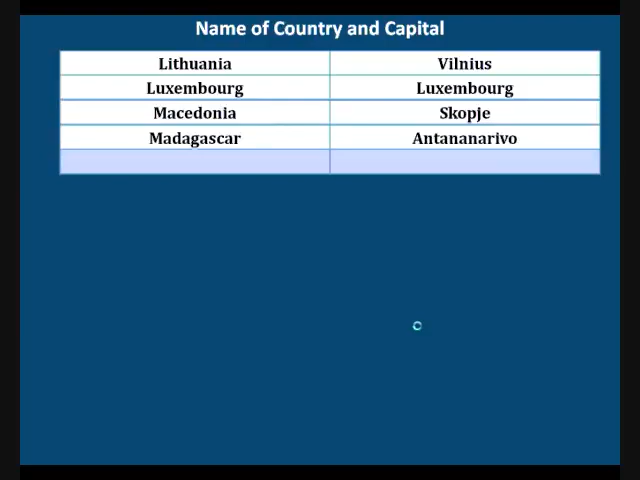 Name of Country and Capital
Lithuania Vilnius
Luxembourg Luxembourg
Macedonia Skopje
Madagascar Antananarivo